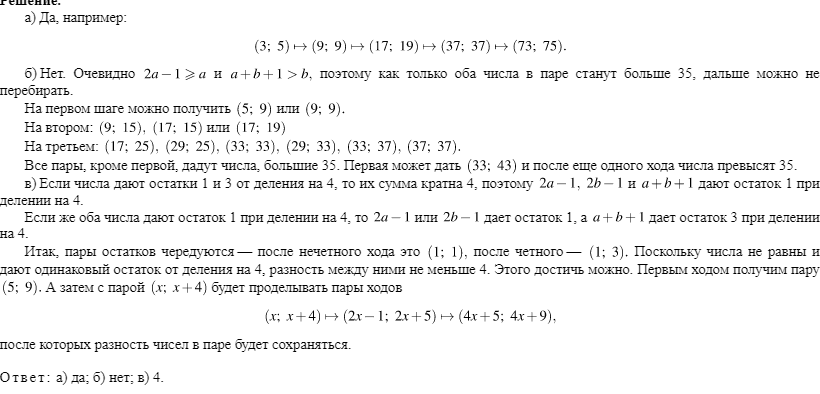 Решение.
а) Да, например:
(3; 5) ↦ (9; 9) ↦ (17; 19) ↦ (37; 37) ↦ (73; 75).
б) Нет. Очевидно 2a − 1 ⩾ a и a + b + 1 > b, поэтому как только оба числа в паре станут больше 35, дальше можно не
перебирать.
На первом шаге можно получить (5; 9) или (9; 9).
На втором: (9; 15), (17; 15) или (17; 19)
На третьем: (17; 25), (29; 25), (33; 33), (29; 33), (33; 37), (37; 37).
Все пары, кроме первой, дадут числа, большие 35. Первая может дать (33; 43) и после еще одного хода числа превысят 35.
в) Если числа дают остатки 1 и 3 от деления на 4, то их сумма кратна 4, поэтому 2a − 1, 2b − 1 и a + b + 1 дают остаток 1 при
делении на 4.
Если же оба числа дают остаток 1 при делении на 4, то 2a − 1 или 2b − 1 дает остаток 1, а a + b + 1 дает остаток 3 при делении
на 4.
Итак, пары остатков чередуются — после нечетного хода это (1; 1), после четного — (1; 3). Поскольку числа не равны и
дают одинаковый остаток от деления на 4, разность между ними не меньше 4. Этого достичь можно. Первым ходом получим пару
(5; 9). А затем с парой (x; x + 4) будет проделывать пары ходов
(x; x + 4) ↦ (2x − 1; 2x + 5) ↦ (4x + 5; 4x + 9),
после которых разность чисел в паре будет сохраняться.
Ответ: а) да; б) нет; в) 4.